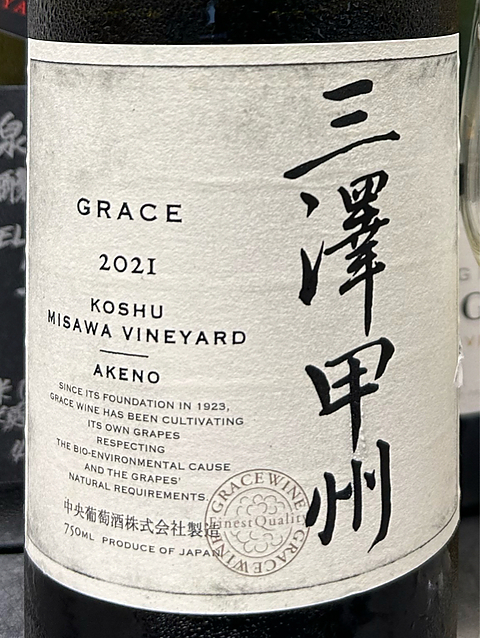 GRACE
2021
KOSHU
MISAWA VINEYARD
AKENO
SINCE ITS FOUNDATION IN 1923,
GRACE WINE HAS BEEN CULTIVATING
ITS OWN GRAPES
RESPECTING
THE BIO-ENVIRONMENTAL CAUSE
AND THE GRAPES'
NATURAL REQUIREMENTS.
中央葡萄酒株式会社製造
750ML PRODUCE OF JAPAN
三澤甲州
GRACE WINE
Finest Quality
GRACE WINE